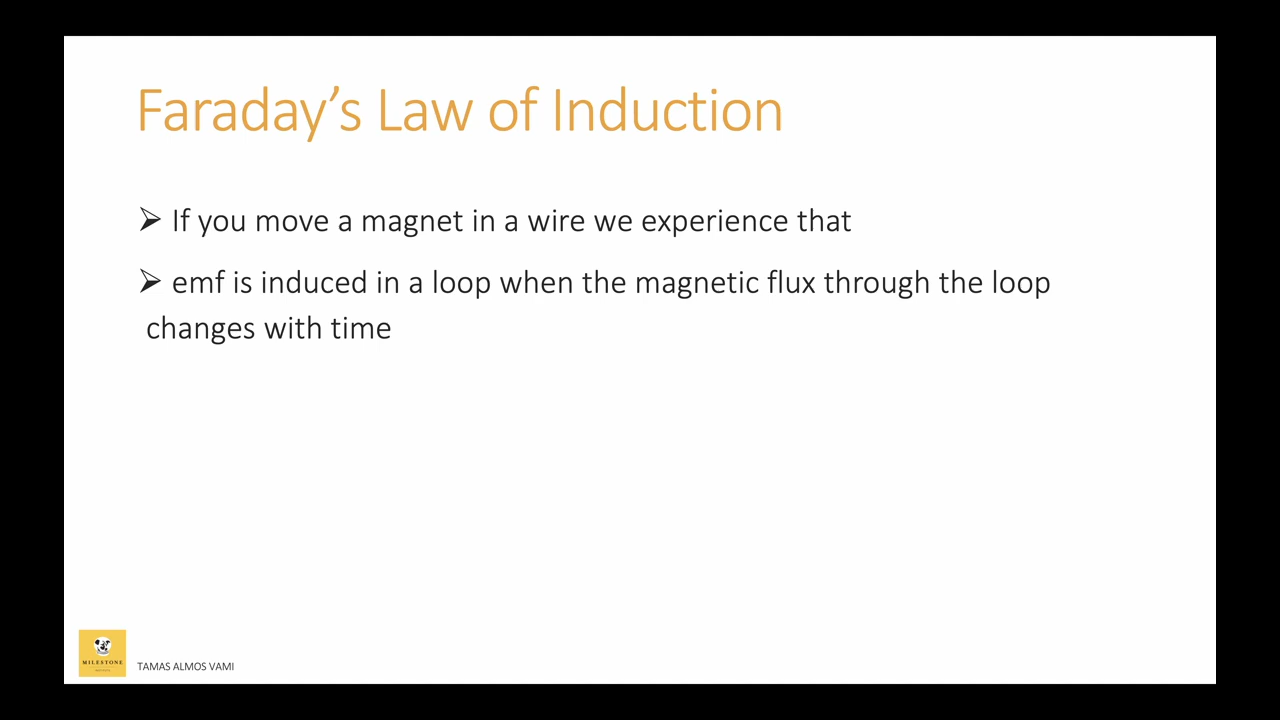 Faraday’s Law of Induction
➢ If you move a magnet in a wire we experience that
➢ emf is induced in a loop when the magnetic flux through the loop
changes with time
MILESTONE
TAMAS ALMOS VAMI